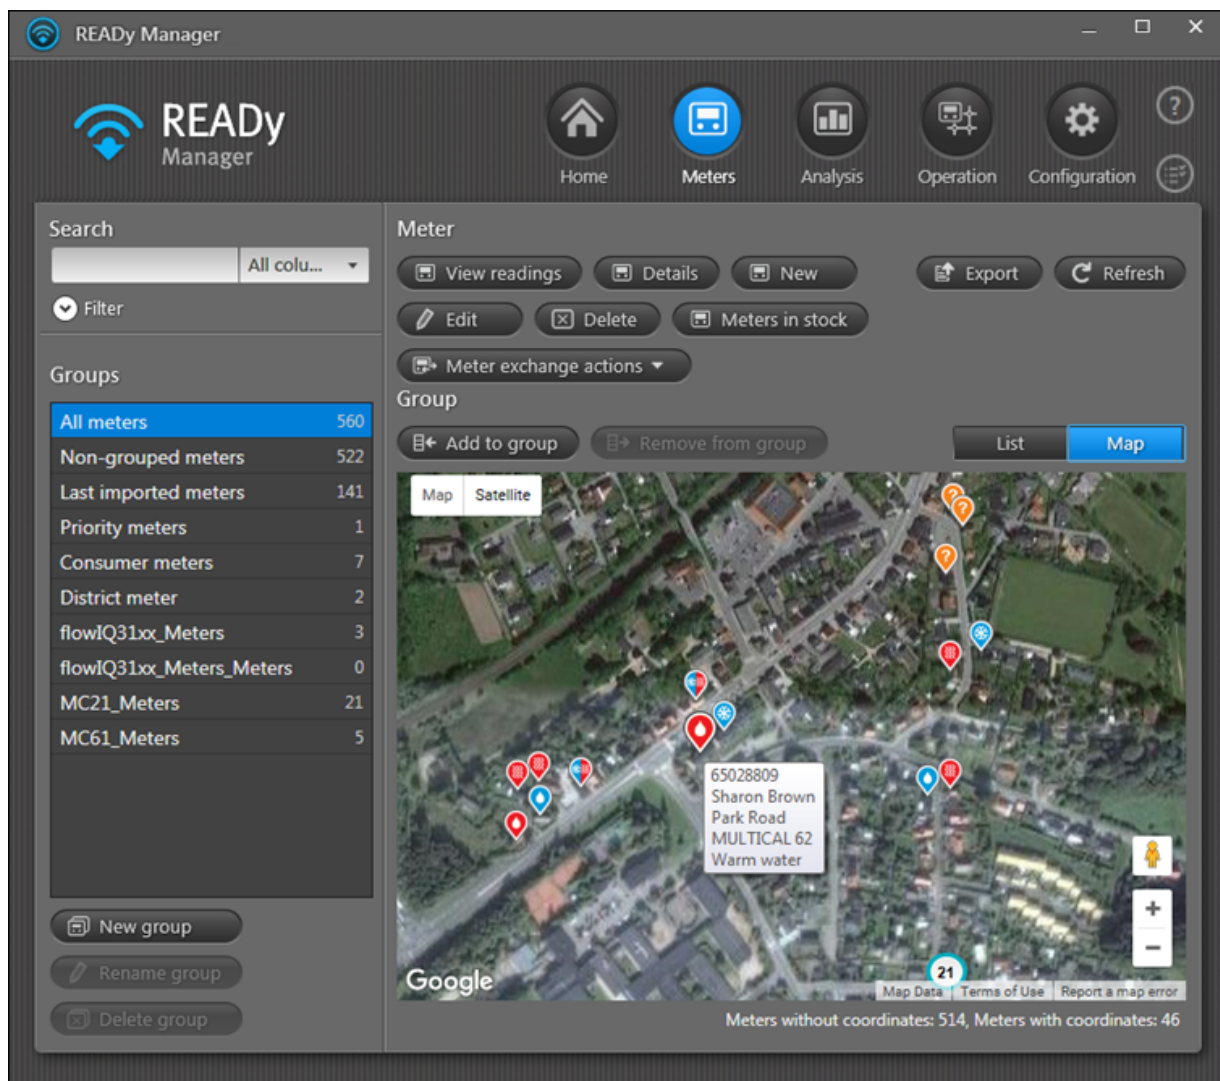 READy Manager
READy
Manager
Home
Meters
Analysis
Operation
Configuration
?
Search
All colu...
Filter
Groups
All meters 560
Non-grouped meters 522
Last imported meters 141
Priority meters 1
Consumer meters 7
District meter 2
flowIQ31xx_Meters 3
flowIQ31xx_Meters_Meters 0
MC21_Meters 21
MC61_Meters 5
New group
Rename group
Delete group
Meter
View readings
Details
New
Export
Refresh
Edit
Delete
Meters in stock
Meter exchange actions
Group
Add to group
Remove from group
List
Map
Map
Satellite
?
?
?
65028809
Sharon Brown
Park Road
MULTICAL 62
Warm water
+
−
21
Google
Map Data
Terms of Use
Report a map error
Meters without coordinates: 514, Meters with coordinates: 46